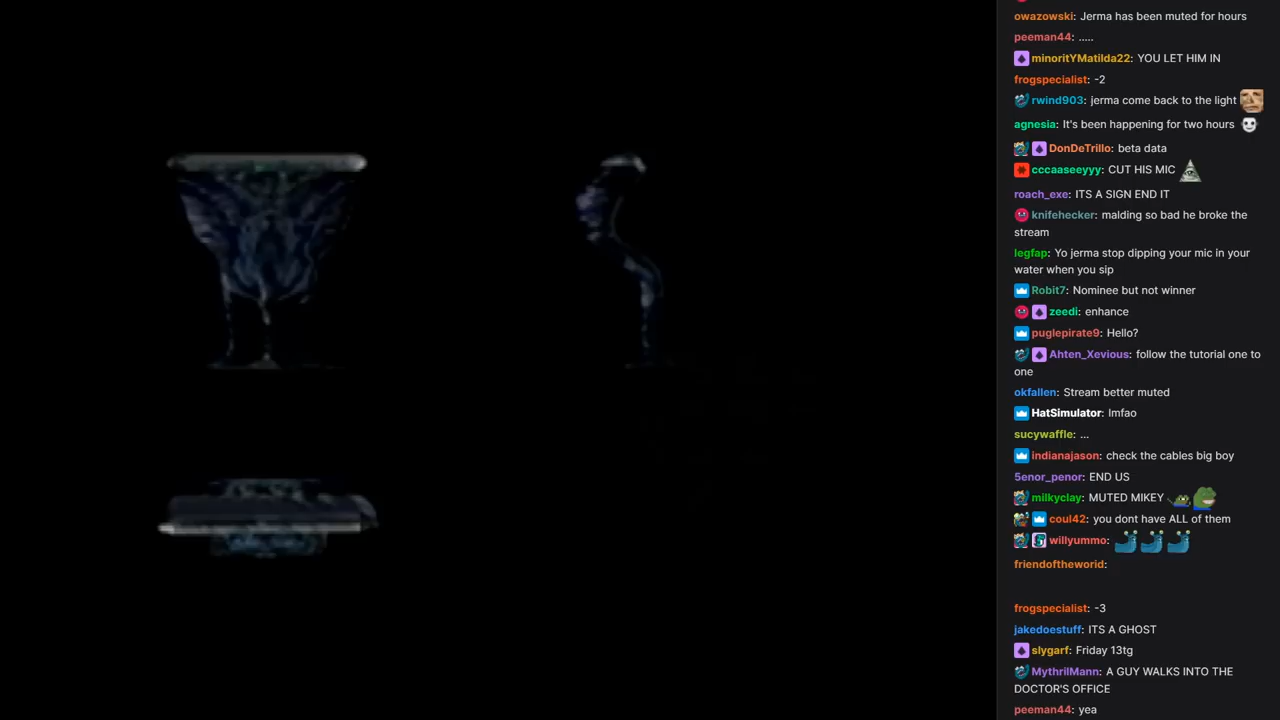 owazowski: Jerma has been muted for hours
peeman44: .....
minoritYMatilda22: YOU LET HIM IN
frogspecialist: -2
rwind903: jerma come back to the light
agnesia: It's been happening for two hours
DonDeTrillo: beta data
cccaaseeyyy: CUT HIS MIC
roach_exe: ITS A SIGN END IT
knifehecker: malding so bad he broke the
stream
legfap: Yo jerma stop dipping your mic in your
water when you sip
Robit7: Nominee but not winner
zeedi: enhance
puglepirate9: Hello?
Ahten_Xevious: follow the tutorial one to
one
okfallen: Stream better muted
HatSimulator: lmfao
sucywaffle: ...
indianajason: check the cables big boy
5enor_penor: END US
milkyclay: MUTED MIKEY
coul42: you dont have ALL of them
willyummo:
friendoftheworid:
frogspecialist: -3
jakedoestuff: ITS A GHOST
slygarf: Friday 13tg
MythrilMann: A GUY WALKS INTO THE
DOCTOR'S OFFICE
peeman44: yea